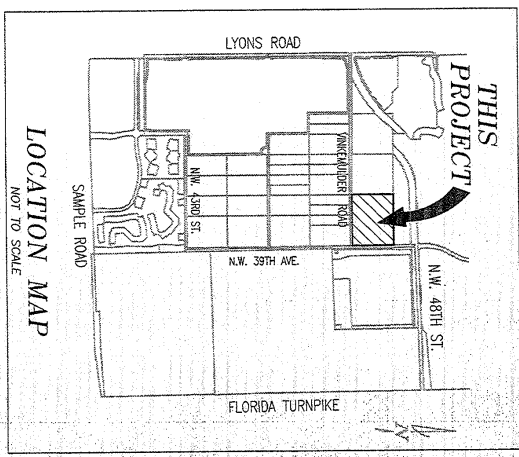 LYONS ROAD
THIS
PROJECT
VINKEMULDER ROAD
N.W. 43RD ST
N.W. 39TH AVE.
N.W. 48TH ST.
SAMPLE ROAD
FLORIDA TURNPIKE
LOCATION MAP
NOT TO SCALE
N